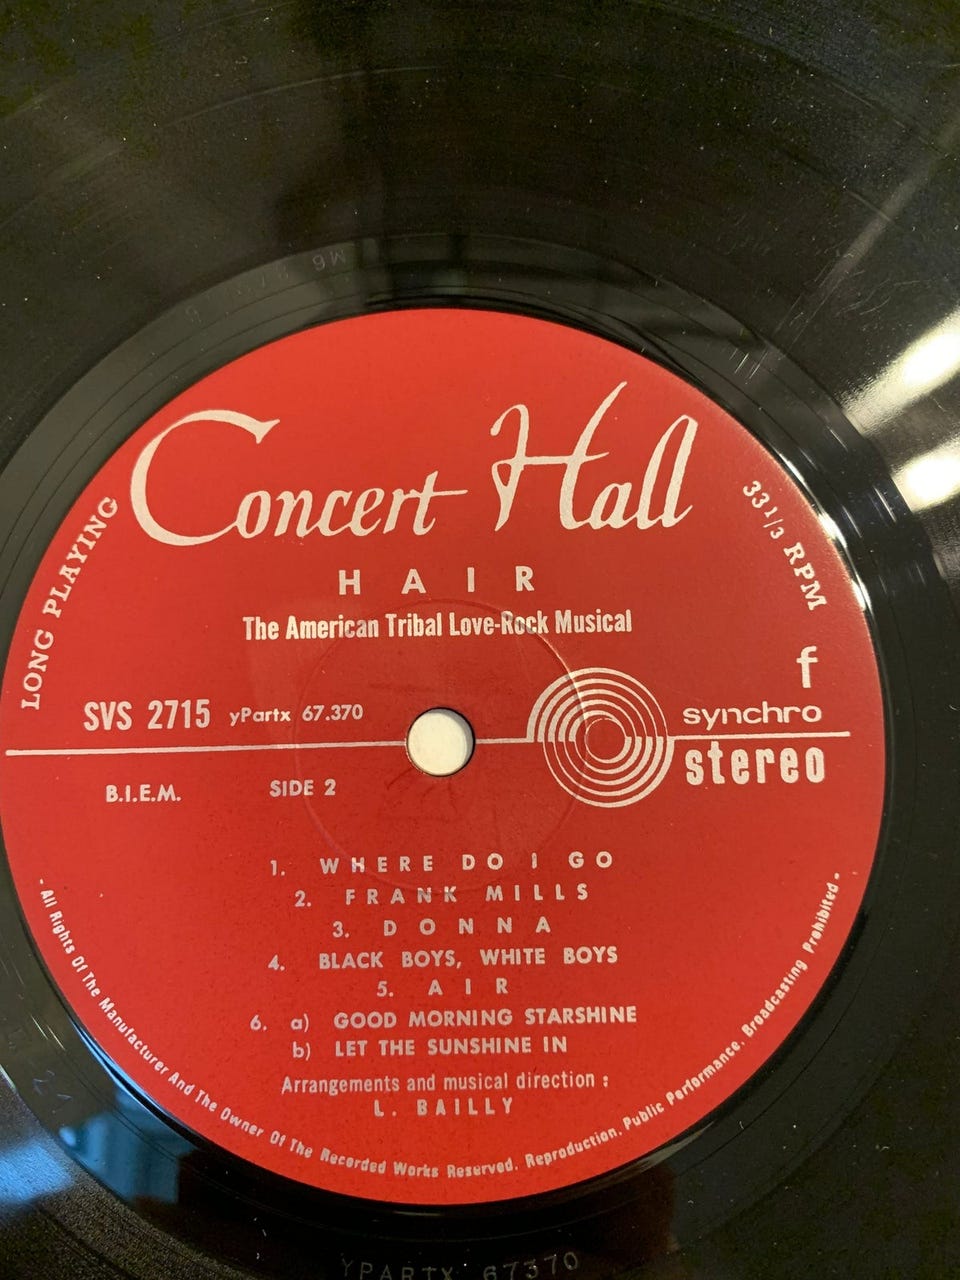 Concert Hall
LONG PLAYING
33 1/3 RPM
HAIR
The American Tribal Love-Rock Musical
f
SVS 2715 yPartx 67.370
synchro
stereo
B.I.E.M. SIDE 2
1. WHERE DO I GO
2. FRANK MILLS
3. DONNA
4. BLACK BOYS, WHITE BOYS
5. AIR
6. a) GOOD MORNING STARSHINE
b) LET THE SUNSHINE IN
Arrangements and musical direction :
L. BAILLY
- All Rights Of The Manufacturer And The Owner Of The Recorded Works Reserved. Reproduction, Public Performance, Broadcasting Prohibited -
YPARTX 67370